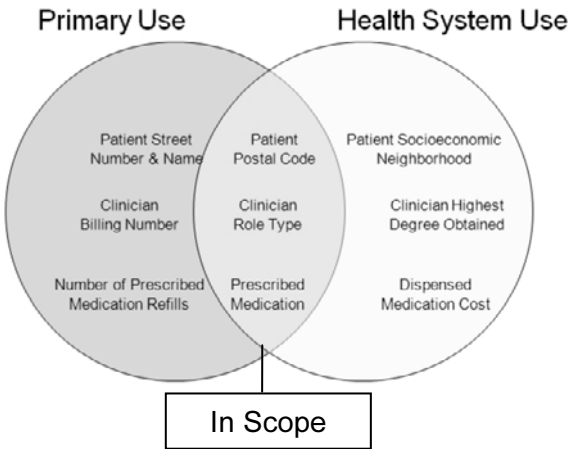 Primary Use
Health System Use
Patient Street
Number & Name
Patient
Postal Code
Patient Socioeconomic
Neighborhood
Clinician
Billing Number
Clinician
Role Type
Clinician Highest
Degree Obtained
Number of Prescribed
Medication Refills
Prescribed
Medication
Dispensed
Medication Cost
In Scope